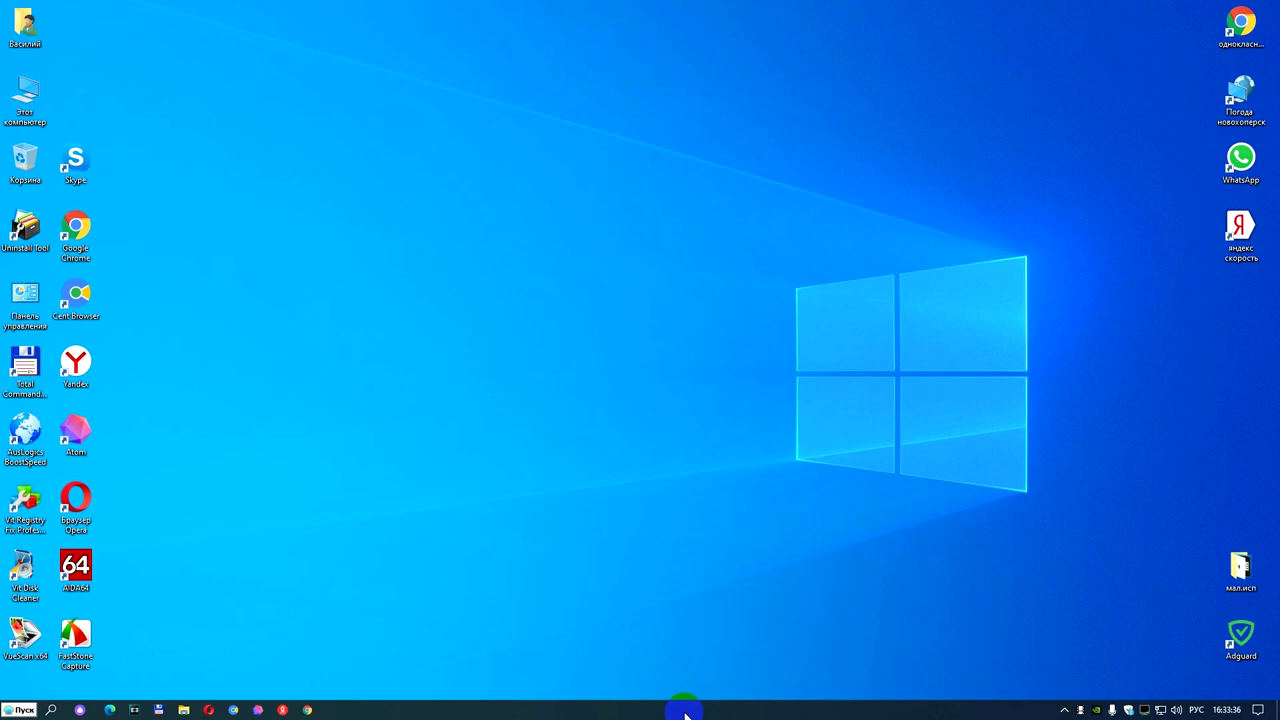 Василий
Этот
компьютер
Корзина
Uninstall Tool
Панель
управления
Total
Command...
AusLogics
BoostSpeed
Vit Registry
Fix Profes...
Vit Disk
Cleaner
VueScan x64
S
Skype
Google
Chrome
Cent Browser
Y
Yandex
Atom
Браузер
Opera
64
AIDA64
FastStone
Capture
однокласн...
Погода
новохоперск
WhatsApp
Я
яндекс
скорость
мал.исп
Adguard
Пуск
Я
РУС
16:33:36